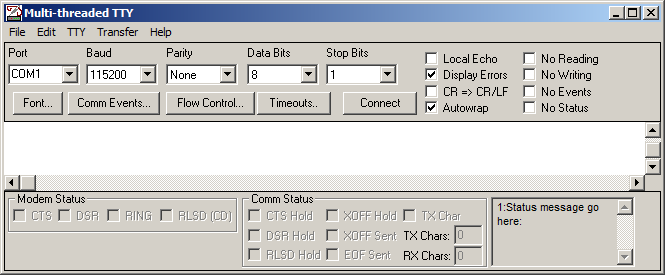 Multi-threaded TTY
File Edit TTY Transfer Help
Port Baud Parity Data Bits Stop Bits
COM1 115200 None 8 1
Local Echo No Reading
Display Errors No Writing
CR => CR/LF No Events
Autowrap No Status
Font... Comm Events... Flow Control... Timeouts.. Connect
Modem Status
CTS DSR RING RLSD (CD)
Comm Status
CTS Hold XOFF Hold TX Char
DSR Hold XOFF Sent TX Chars: 0
RLSD Hold EOF Sent RX Chars: 0
1:Status message go
here: